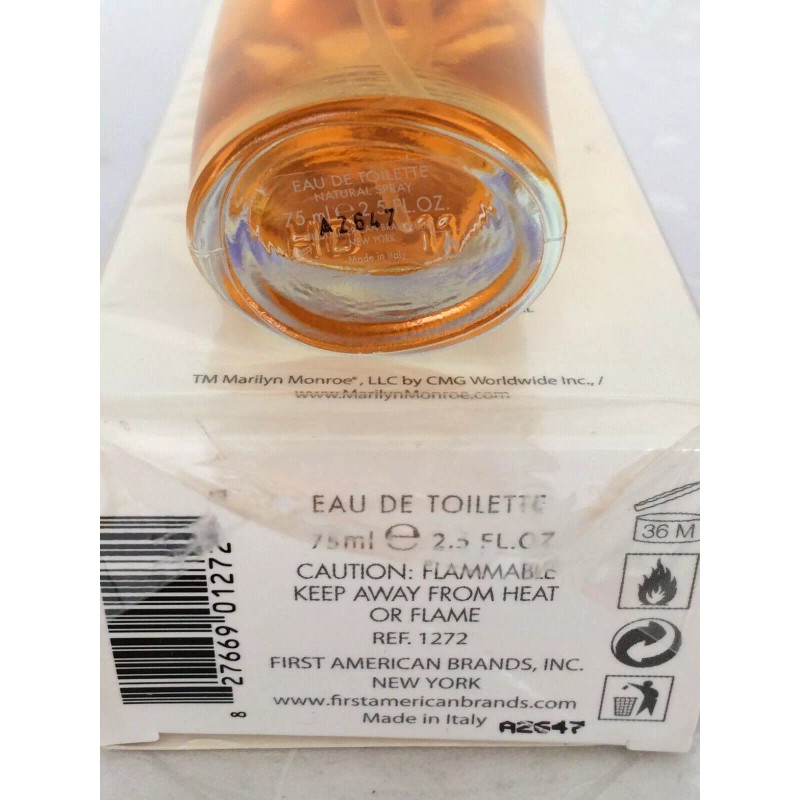 EAU DE TOILETTE
NATURAL SPRAY
75 ml e 2.5 FL.OZ.
A2647
NEW YORK
Made in Italy
TM Marilyn Monroe®, LLC by CMG Worldwide Inc., /
www.MarilynMonroe.com
EAU DE TOILETTE
75ml e 2.5 FL.OZ
CAUTION: FLAMMABLE
KEEP AWAY FROM HEAT
OR FLAME
REF. 1272
FIRST AMERICAN BRANDS, INC.
NEW YORK
www.firstamericanbrands.com
Made in Italy A2647
36 M
8 27669 01272